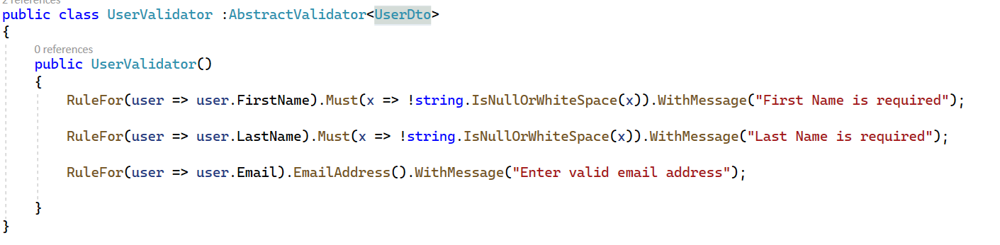 2 references
public class UserValidator :AbstractValidator<UserDto>
{
0 references
public UserValidator()
{
RuleFor(user => user.FirstName).Must(x => !string.IsNullOrWhiteSpace(x)).WithMessage("First Name is required");
RuleFor(user => user.LastName).Must(x => !string.IsNullOrWhiteSpace(x)).WithMessage("Last Name is required");
RuleFor(user => user.Email).EmailAddress().WithMessage("Enter valid email address");
}
}